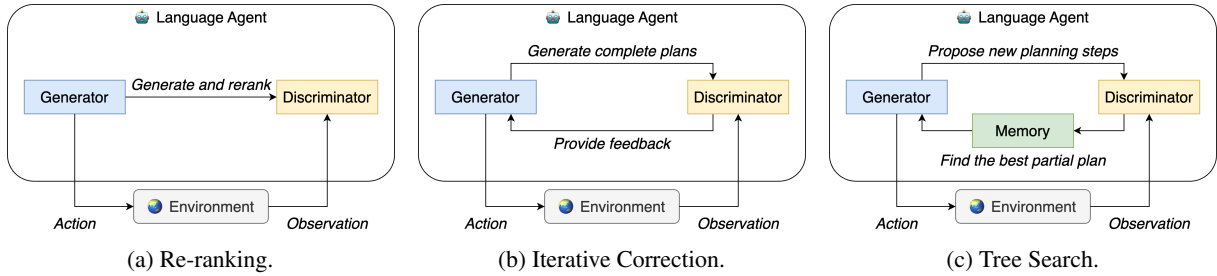 Language Agent
Generate and rerank
Generator
Discriminator
Environment
Action
Observation
(a) Re-ranking.
Language Agent
Generate complete plans
Generator
Discriminator
Provide feedback
Environment
Action
Observation
(b) Iterative Correction.
Language Agent
Propose new planning steps
Generator
Discriminator
Memory
Find the best partial plan
Environment
Action
Observation
(c) Tree Search.